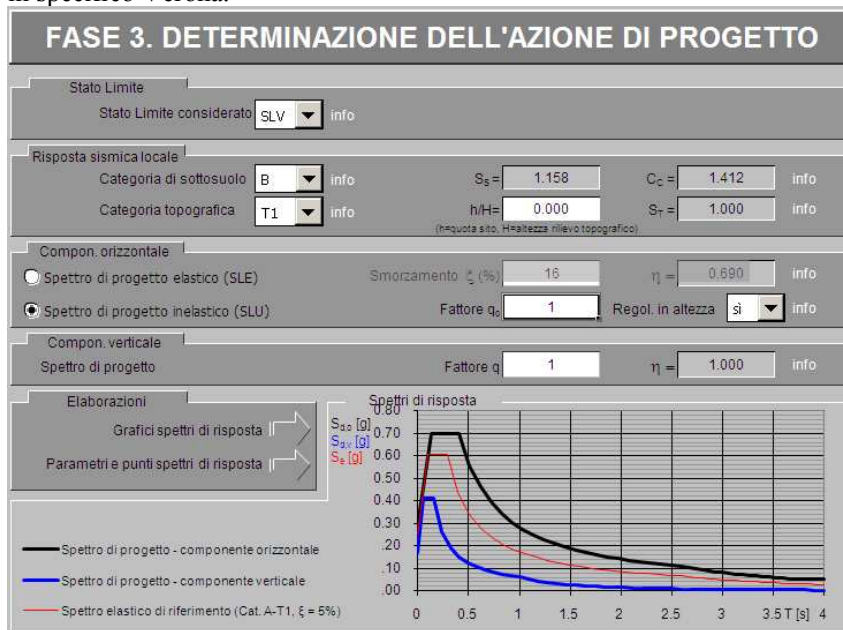 in specifico Verona.
FASE 3. DETERMINAZIONE DELL'AZIONE DI PROGETTO
Stato Limite
Stato Limite considerato SLV info
Risposta sismica locale
Categoria di sottosuolo B info S_S = 1.158 C_C = 1.412 info
Categoria topografica T1 info h/H= 0.000 S_T = 1.000 info
(h=quota sito, H=altezza rilievo topografico)
Compon. orizzontale
Spettro di progetto elastico (SLE) Smorzamento ξ (%) 16 η = 0.690 info
Spettro di progetto inelastico (SLU) Fattore q_o 1 Regol. in altezza sì info
Compon. verticale
Spettro di progetto Fattore q 1 η = 1.000 info
Elaborazioni
Grafici spettri di risposta
Parametri e punti spettri di risposta
Spettri di risposta
S_d,o [g]
S_d,v [g]
S_e [g]
0.80
0.70
0.60
0.50
0.40
0.30
.20
.10
.00
0 0.5 1 1.5 2 2.5 3 3.5 T [s] 4
Spettro di progetto - componente orizzontale
Spettro di progetto - componente verticale
Spettro elastico di riferimento (Cat. A-T1, ξ = 5%)